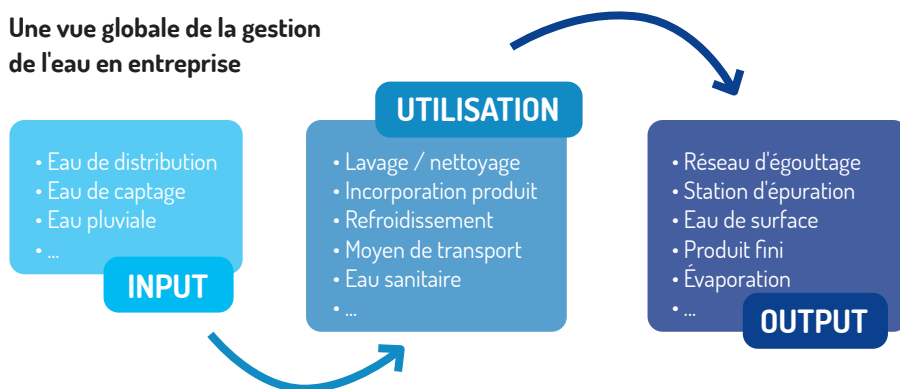 Une vue globale de la gestion
de l'eau en entreprise
• Eau de distribution
• Eau de captage
• Eau pluviale
• ...
INPUT
UTILISATION
• Lavage / nettoyage
• Incorporation produit
• Refroidissement
• Moyen de transport
• Eau sanitaire
• ...
• Réseau d'égouttage
• Station d'épuration
• Eau de surface
• Produit fini
• Évaporation
• ...
OUTPUT